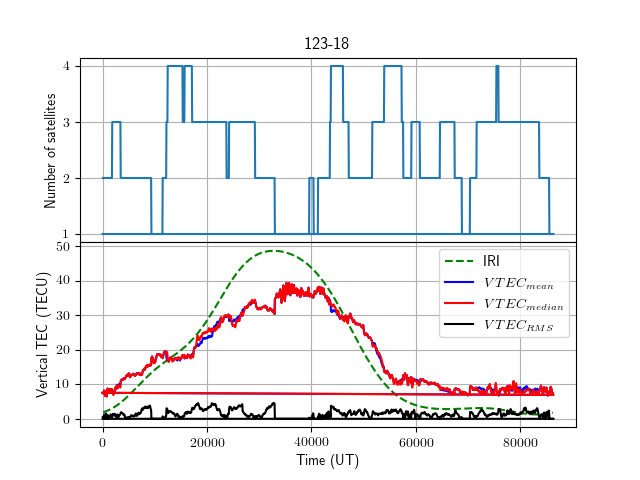 123-18
4
3
2
1
Number of satellites
50
40
30
20
10
0
Vertical TEC (TECU)
IRI
VTEC_mean
VTEC_median
VTEC_RMS
0 20000 40000 60000 80000
Time (UT)